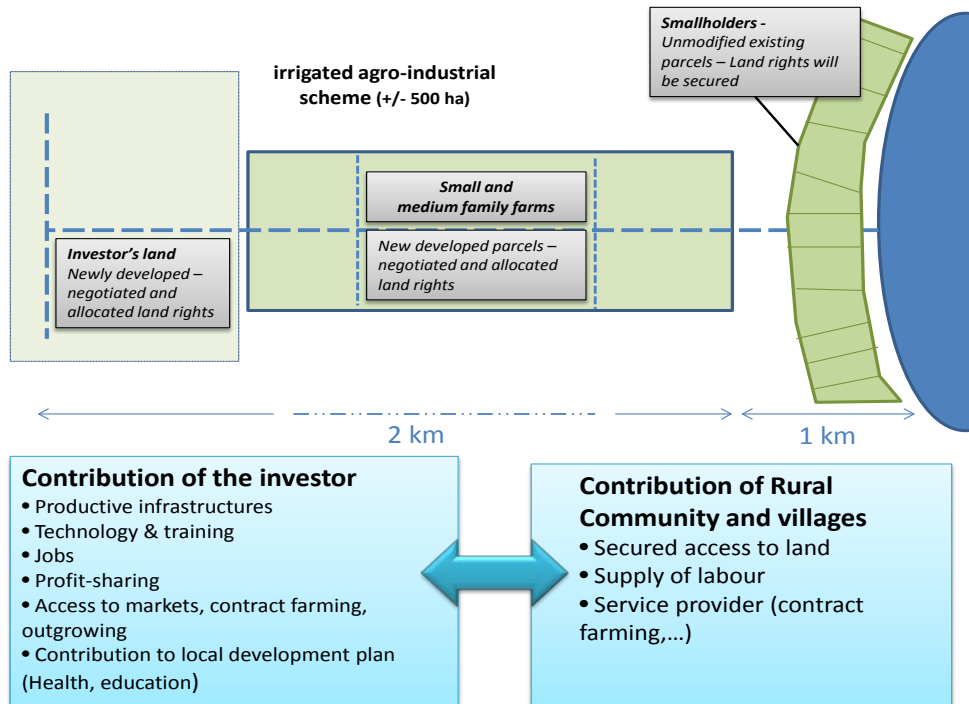 Smallholders -
Unmodified existing
parcels – Land rights will
be secured
irrigated agro-industrial
scheme (+/- 500 ha)
Small and
medium family farms
New developed parcels –
negotiated and allocated
land rights
Investor's land
Newly developed –
negotiated and
allocated land rights
2 km
1 km
Contribution of the investor
• Productive infrastructures
• Technology & training
• Jobs
• Profit-sharing
• Access to markets, contract farming,
outgrowing
• Contribution to local development plan
(Health, education)
Contribution of Rural
Community and villages
• Secured access to land
• Supply of labour
• Service provider (contract
farming,...)